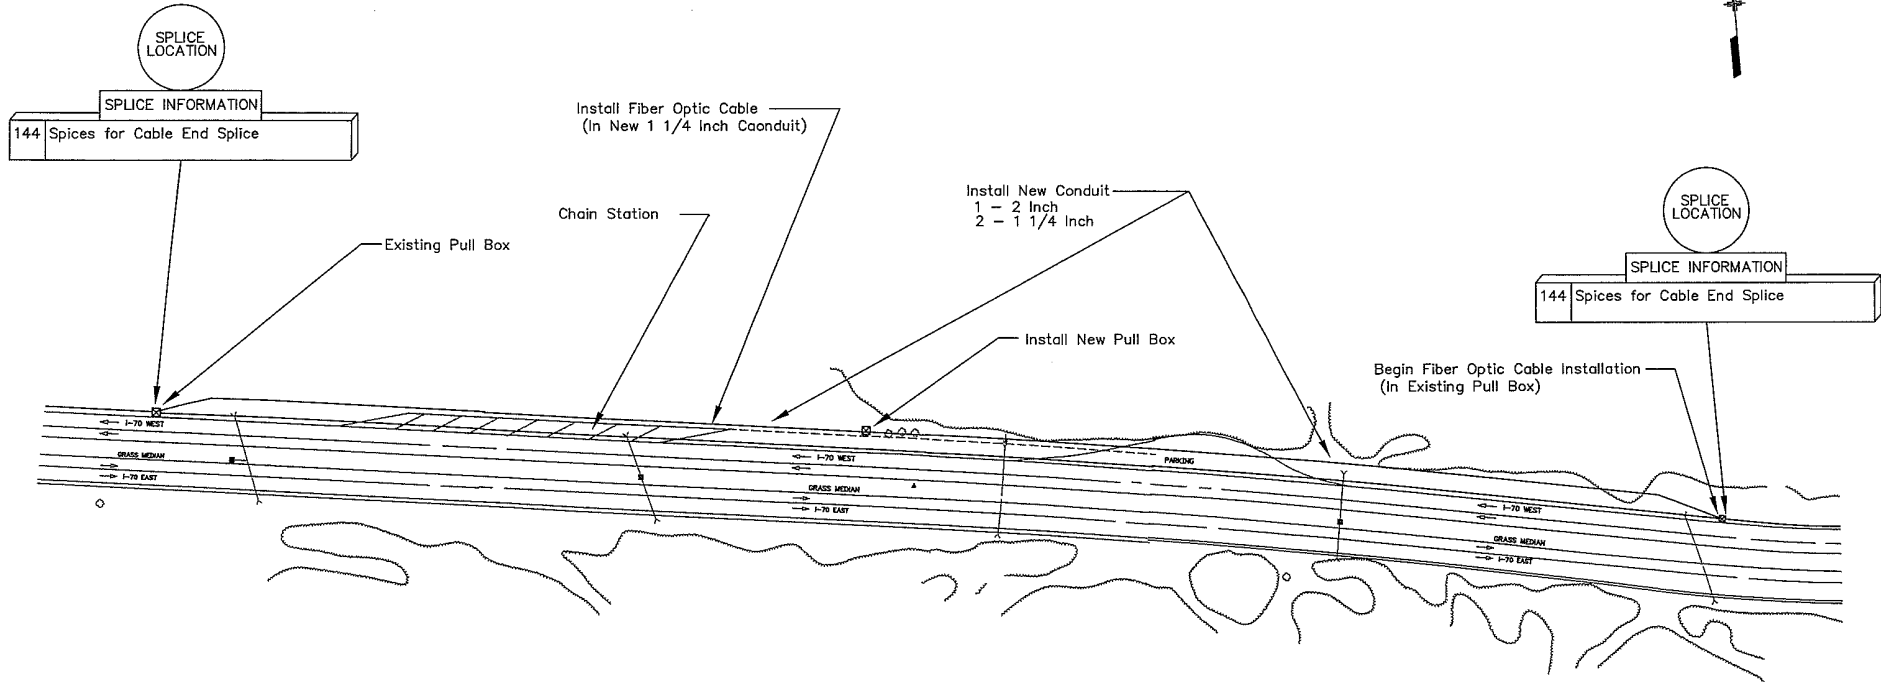 SPLICE
LOCATION
SPLICE INFORMATION
144 Spices for Cable End Splice
Install Fiber Optic Cable
(In New 1 1/4 Inch Caonduit)
Chain Station
Existing Pull Box
Install New Conduit
1 - 2 Inch
2 - 1 1/4 Inch
Install New Pull Box
SPLICE
LOCATION
SPLICE INFORMATION
144 Spices for Cable End Splice
Begin Fiber Optic Cable Installation
(In Existing Pull Box)
I-70 WEST
GRASS MEDIAN
I-70 EAST
I-70 WEST
GRASS MEDIAN
I-70 EAST
PARKING
I-70 WEST
GRASS MEDIAN
I-70 EAST